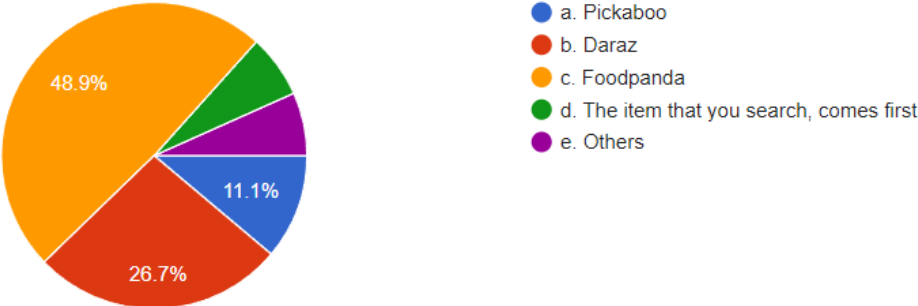 48.9%
11.1%
26.7%
a. Pickaboo
b. Daraz
c. Foodpanda
d. The item that you search, comes first
e. Others